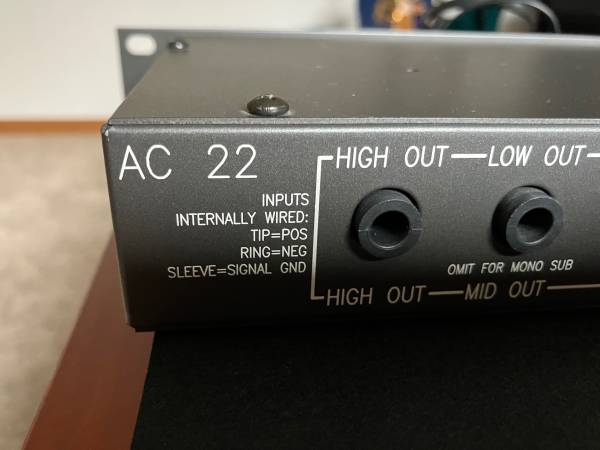 AC 22
INPUTS
INTERNALLY WIRED:
TIP=POS
RING=NEG
SLEEVE=SIGNAL GND
HIGH OUT LOW OUT
OMIT FOR MONO SUB
HIGH OUT MID OUT